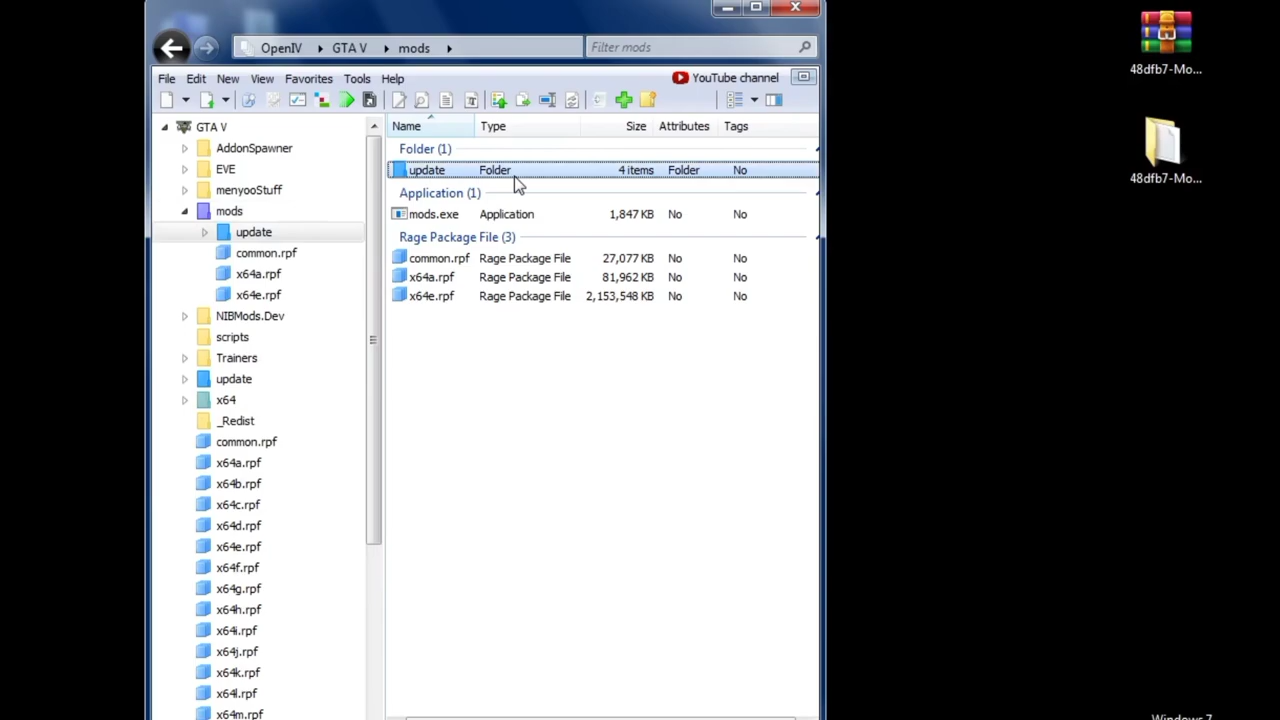 OpenIV ▸ GTA V ▸ mods ▸
Filter mods
48dfb7-Mo...
File Edit New View Favorites Tools Help
YouTube channel
GTA V
AddonSpawner
EVE
menyooStuff
mods
update
common.rpf
x64a.rpf
x64e.rpf
NIBMods.Dev
scripts
Trainers
update
x64
_Redist
common.rpf
x64a.rpf
x64b.rpf
x64c.rpf
x64d.rpf
x64e.rpf
x64f.rpf
x64g.rpf
x64h.rpf
x64i.rpf
x64j.rpf
x64k.rpf
x64l.rpf
x64m.rpf
Name Type Size Attributes Tags
Folder (1)
update Folder 4 items Folder No
Application (1)
mods.exe Application 1,847 KB No No
Rage Package File (3)
common.rpf Rage Package File 27,077 KB No No
x64a.rpf Rage Package File 81,962 KB No No
x64e.rpf Rage Package File 2,153,548 KB No No
48dfb7-Mo...
Windows 7